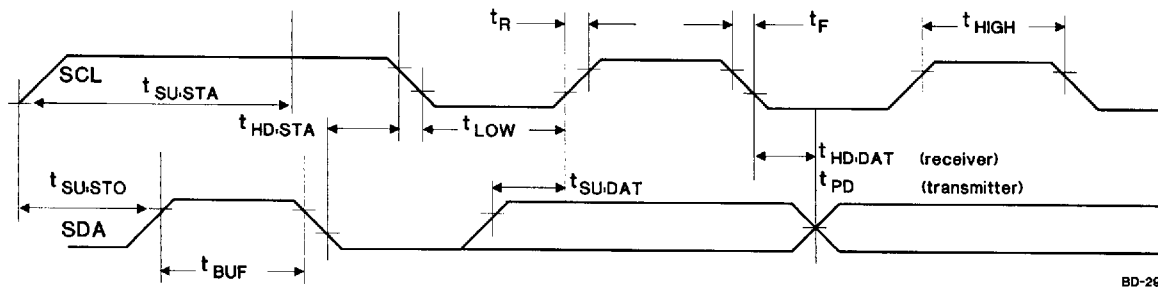 tR
tF
tHIGH
SCL
tSU:STA
tHD:STA
tLOW
tHD:DAT (receiver)
tSU:STO
tSU:DAT
tPD (transmitter)
SDA
tBUF